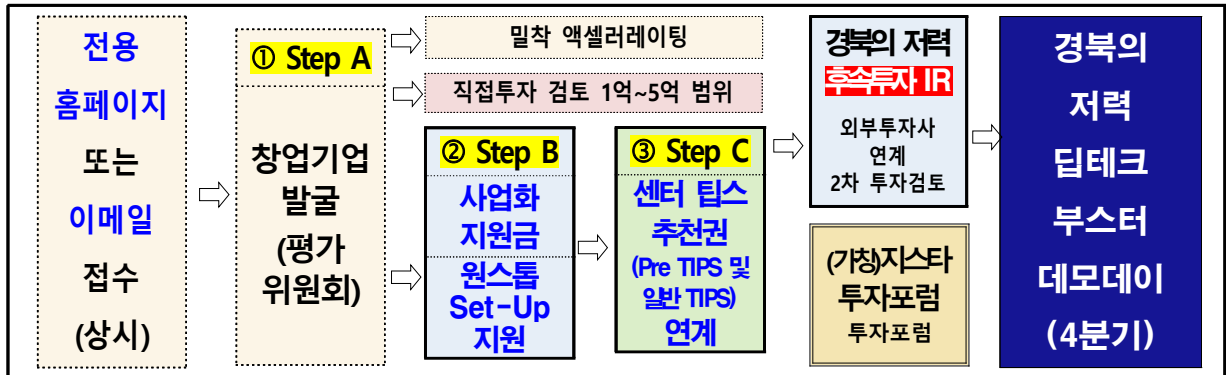 전용
홈페이지
또는
이메일
접수
(상시)
① Step A
창업기업
발굴
(평가
위원회)
밀착 액셀러레이팅
직접투자 검토 1억~5억 범위
② Step B
사업화
지원금
원스톱
Set-Up
지원
③ Step C
센터 팁스
추천권
(Pre TIPS 및
일반 TIPS)
연계
경북의 저력
후속투자 IR
외부투자사
연계
2차 투자검토
(가칭)지스타
투자포럼
투자포럼
경북의
저력
딥테크
부스터
데모데이
(4분기)